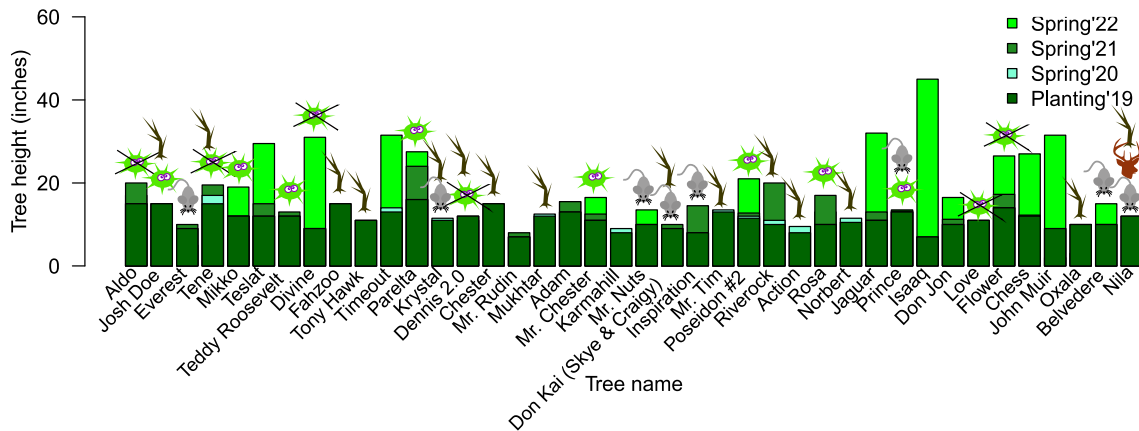 Tree height (inches)
60
40
20
0
Spring'22
Spring'21
Spring'20
Planting'19
Aldo
Josh Doe
Everest
Tene
Mikko
Teslat
Teddy Roosevelt
Divine
Fahzoo
Tony Hawk
Timeout
Paretta
Krystal
Dennis 2.0
Chester
Mr. Rudin
Mukhtar
Adam
Mr. Chester
Karmahill
Mr. Nuts
Don Kai (Skye & Craigy)
Inspiration
Mr. Tim
Poseidon #2
Riverock
Action
Rosa
Norbert
Jaguar
Prince
Isaaq
Don Jon
Love
Flower
Chess
John Muir
Oxala
Belvedere
Nila
Tree name